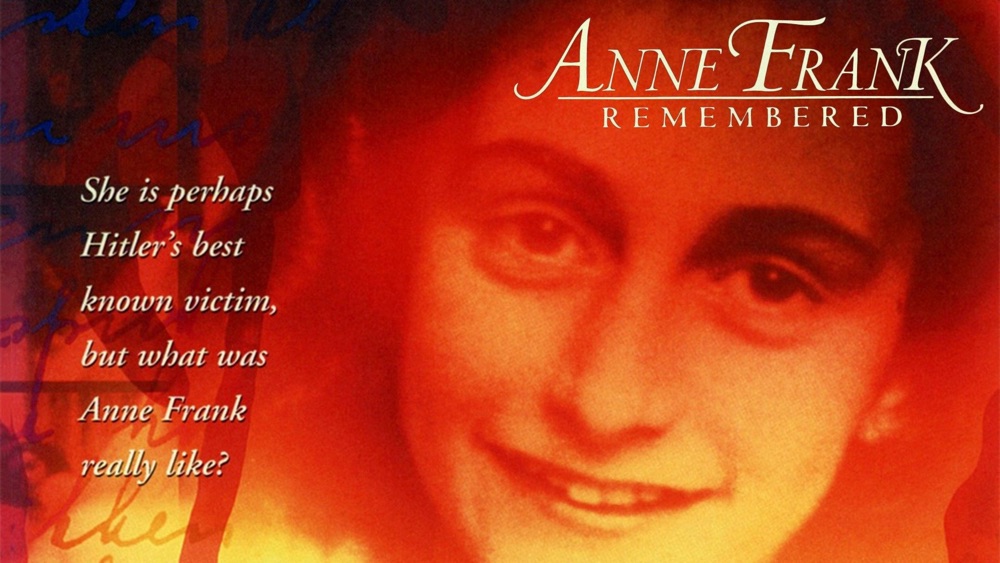 ANNE FRANK
REMEMBERED
She is perhaps
Hitler's best
known victim,
but what was
Anne Frank
really like?